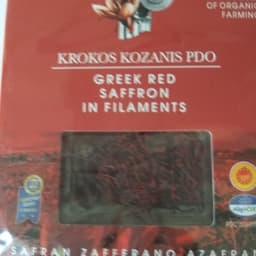 OF ORGANIC
FARMING
KROKOS KOZANIS PDO
GREEK RED
SAFFRON
IN FILAMENTS
SAFRAN ZAFFERANO AZAFRAN